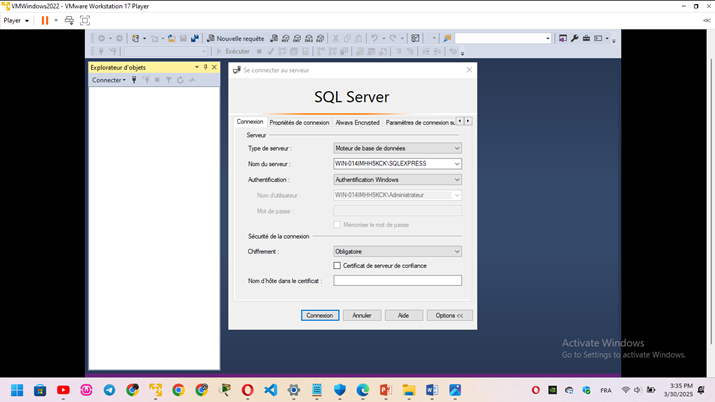 VMWindows2022 - VMware Workstation 17 Player
Player
Nouvelle requête
Exécuter
Explorateur d'objets
Connecter
Se connecter au serveur
SQL Server
Connexion
Propriétés de connexion
Always Encrypted
Paramètres de connexion su
Serveur
Type de serveur :
Moteur de base de données
Nom du serveur :
WIN-014IMHH5KCK\SQLEXPRESS
Authentification :
Authentification Windows
Nom d'utilisateur :
WIN-014IMHH5KCK\Administrateur
Mot de passe :
Mémoriser le mot de passe
Sécurité de la connexion
Chiffrement :
Obligatoire
Certificat de serveur de confiance
Nom d'hôte dans le certificat :
Connexion
Annuler
Aide
Options <<
Activate Windows
Go to Settings to activate Windows.
FRA
3:35 PM
3/30/2025